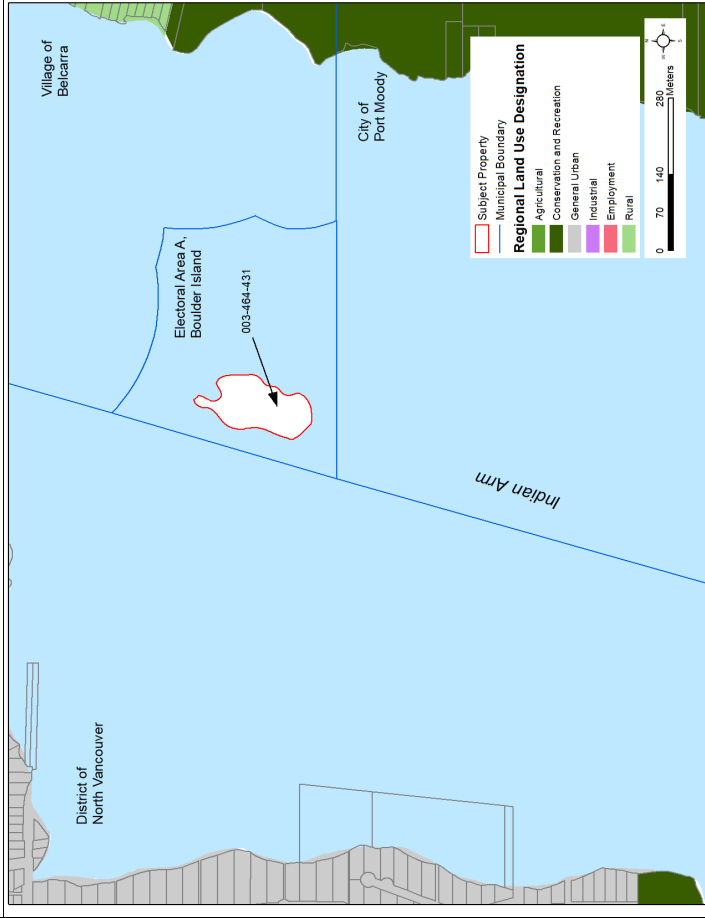 Village of
Belcarra
City of
Port Moody
Electoral Area A,
Boulder Island
003-464-431
Indian Arm
District of
North Vancouver
Subject Property
Municipal Boundary
Regional Land Use Designation
Agricultural
Conservation and Recreation
General Urban
Industrial
Employment
Rural
N
E
S
W
0 70 140 280
Meters